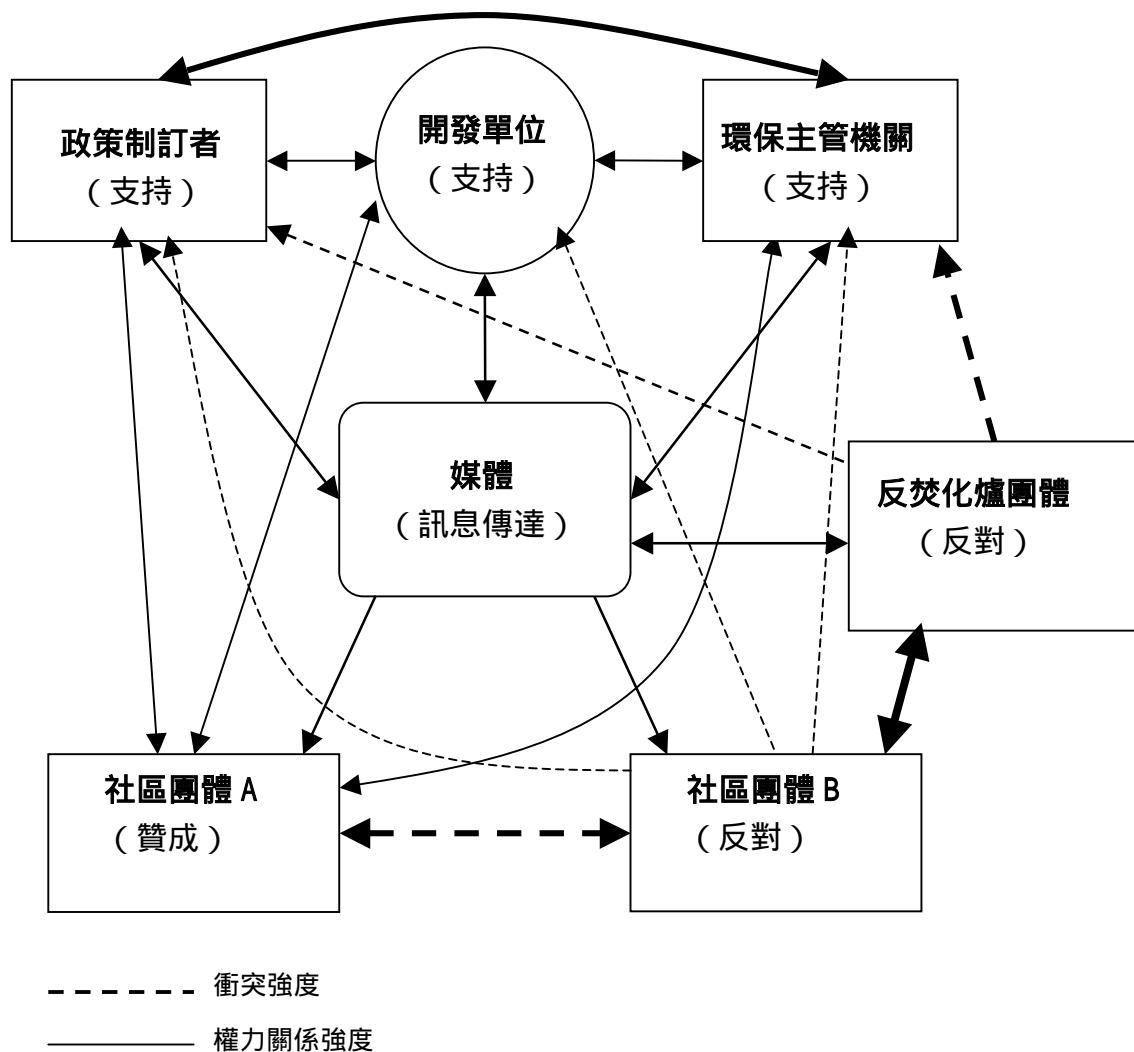 政策制訂者
（支持）
開發單位
（支持）
環保主管機關
（支持）
媒體
（訊息傳達）
反焚化爐團體
（反對）
社區團體 A
（贊成）
社區團體 B
（反對）
衝突強度
權力關係強度